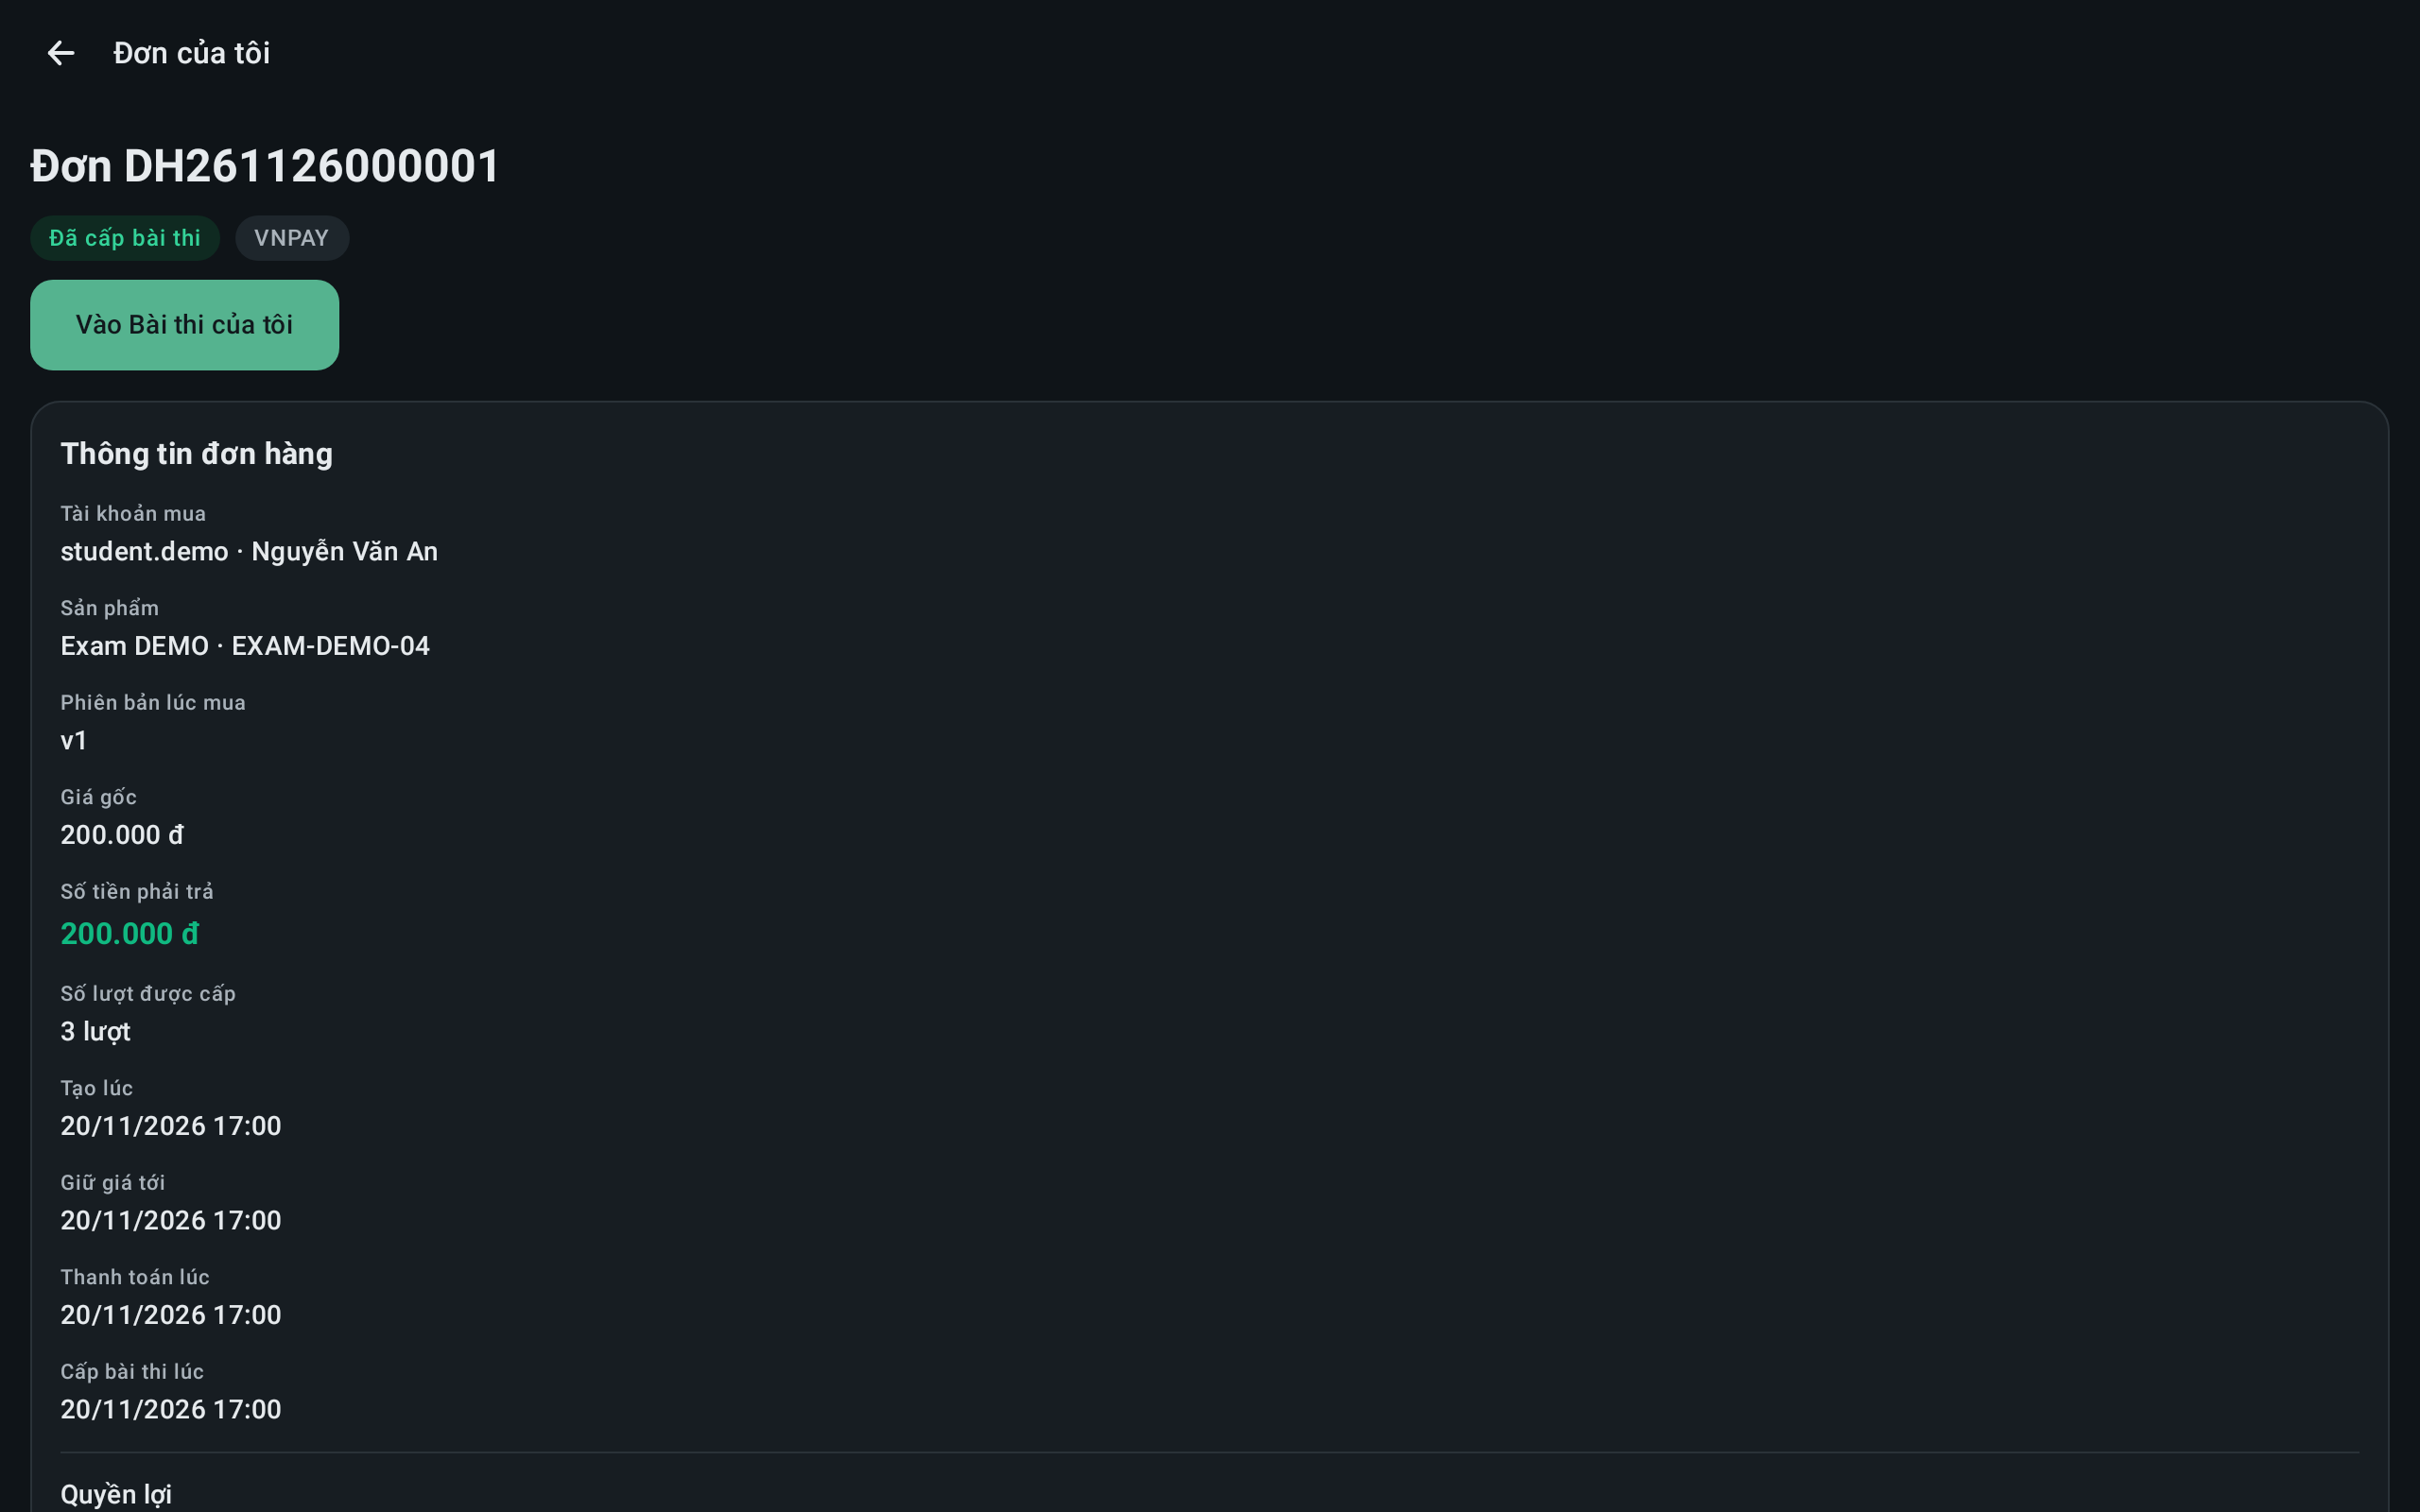 Đơn của tôi
Đơn DH261126000001
Đã cấp bài thi
VNPAY
Vào Bài thi của tôi
Thông tin đơn hàng
Tài khoản mua
student.demo · Nguyễn Văn An
Sản phẩm
Exam DEMO · EXAM-DEMO-04
Phiên bản lúc mua
v1
Giá gốc
200.000 đ
Số tiền phải trả
200.000 đ
Số lượt được cấp
3 lượt
Tạo lúc
20/11/2026 17:00
Giữ giá tới
20/11/2026 17:00
Thanh toán lúc
20/11/2026 17:00
Cấp bài thi lúc
20/11/2026 17:00
Quyền lợi